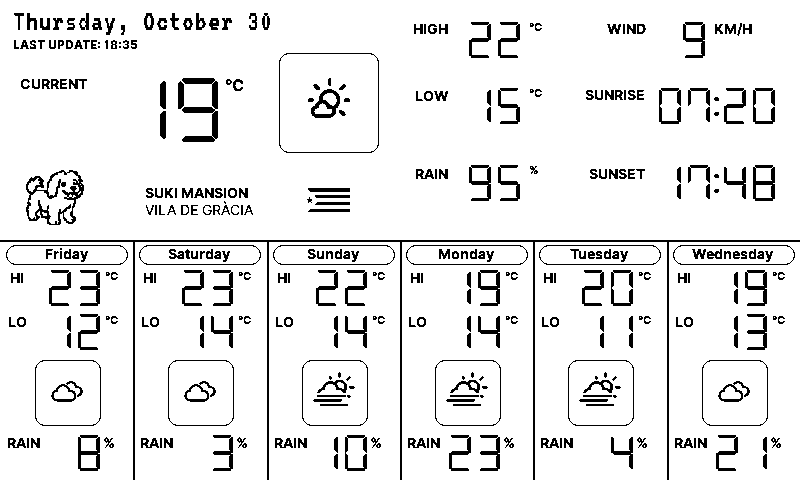 Thursday, October 30
LAST UPDATE: 18:35
CURRENT 19 °C
HIGH 22 °C
LOW 15 °C
RAIN 95 %
WIND 9 KM/H
SUNRISE 07:20
SUNSET 17:48
SUKI MANSION
VILA DE GRÀCIA
Friday
HI 23 °C
LO 12 °C
RAIN 8 %
Saturday
HI 23 °C
LO 14 °C
RAIN 3 %
Sunday
HI 22 °C
LO 14 °C
RAIN 10 %
Monday
HI 19 °C
LO 14 °C
RAIN 23 %
Tuesday
HI 20 °C
LO 11 °C
RAIN 4 %
Wednesday
HI 19 °C
LO 13 °C
RAIN 21 %